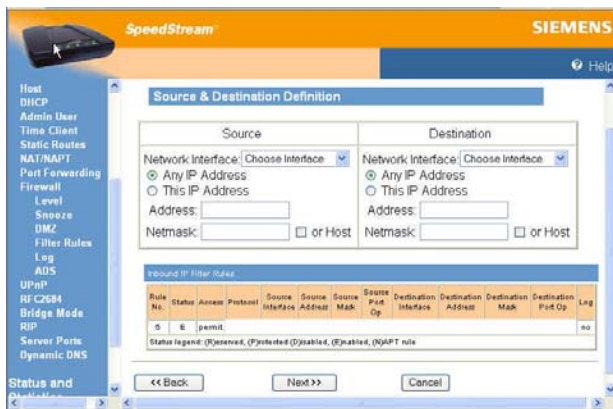 SpeedStream
SIEMENS
Help
Host
DHCP
Admin User
Time Client
Static Routes
NAT/NAPT
Port Forwarding
Firewall
Level
Snooze
DMZ
Filter Rules
Log
ADS
UPnP
RFC2684
Bridge Mode
RIP
Server Ports
Dynamic DNS
Status and
Statistics
Source & Destination Definition
Source
Network Interface: Choose Interface
Any IP Address
This IP Address
Address:
Netmask: or Host
Destination
Network Interface: Choose Interface
Any IP Address
This IP Address
Address:
Netmask: or Host
Inbound IP Filter Rules
Rule No. Status Access Protocol Source Interface Source Address Source Mask Source Port Op Destination Interface Destination Address Destination Mask Destination Port Op Log
E permit no
Status legend: (R)eserved, (P)rotected (D)isabled, (E)nabled, (N)APT rule
<< Back
Next >>
Cancel